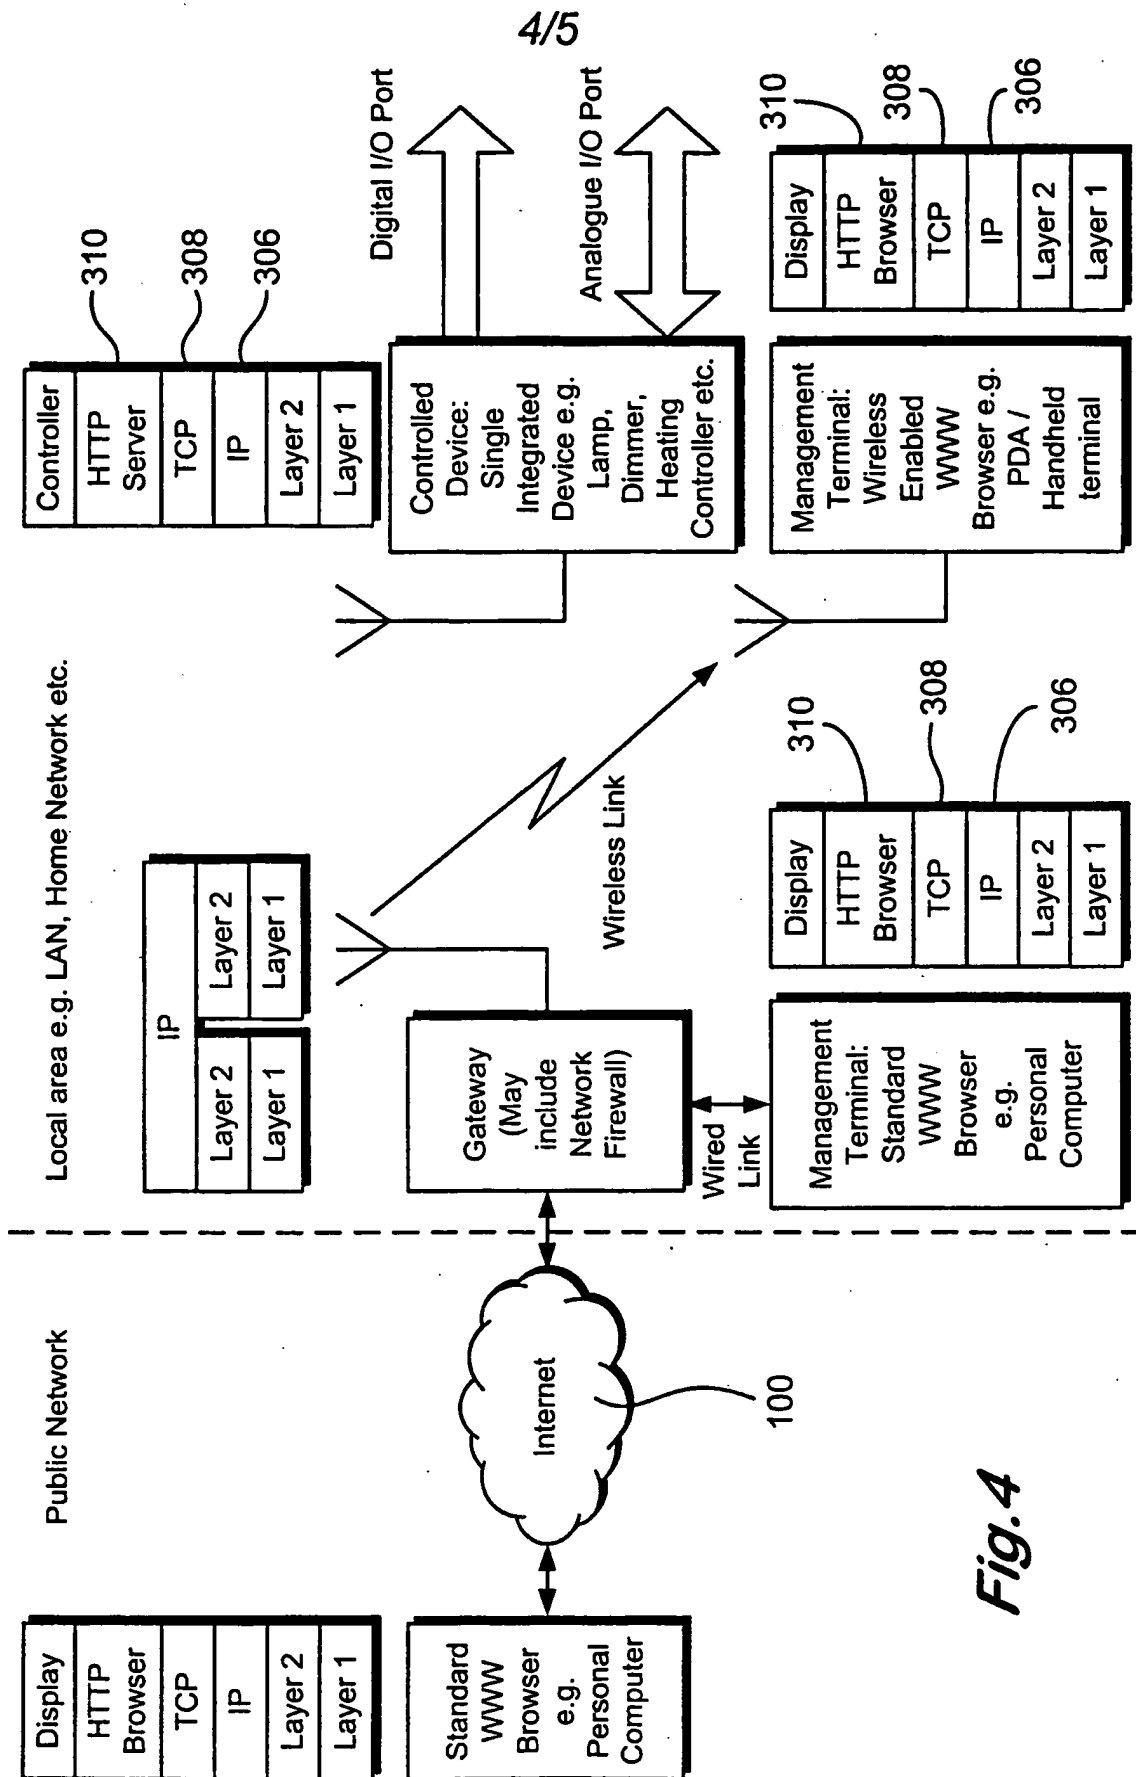 4/5
Public Network
Local area e.g. LAN, Home Network etc.
Display
HTTP
Browser
TCP
IP
Layer 2
Layer 1
Standard
WWW
Browser
e.g.
Personal
Computer
Internet
100
IP
Layer 2
Layer 1
Layer 2
Layer 1
Gateway
(May
include
Network
Firewall)
Wired
Link
Wireless Link
Management
Terminal:
Standard
WWW
Browser
e.g.
Personal
Computer
Display
HTTP
Browser
TCP
IP
Layer 2
Layer 1
310
308
306
Controller
HTTP
Server
TCP
IP
Layer 2
Layer 1
310
308
306
Controlled
Device:
Single
Integrated
Device e.g.
Lamp,
Dimmer,
Heating
Controller etc.
Digital I/O Port
Analogue I/O Port
Management
Terminal:
Wireless
Enabled
WWW
Browser e.g.
PDA /
Handheld
terminal
Display
HTTP
Browser
TCP
IP
Layer 2
Layer 1
310
308
306
Fig.4